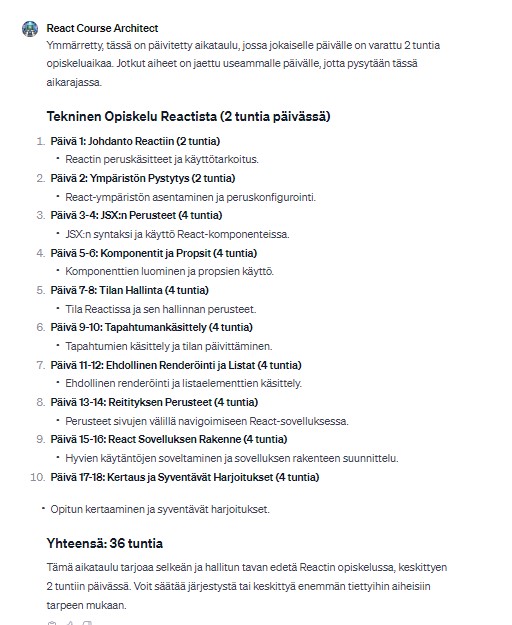 React Course Architect
Ymmärretty, tässä on päivitetty aikataulu, jossa jokaiselle päivälle on varattu 2 tuntia
opiskeluaikaa. Jotkut aiheet on jaettu useammalle päivälle, jotta pysytään tässä
aikarajassa.
Tekninen Opiskelu Reactista (2 tuntia päivässä)
1. Päivä 1: Johdanto Reactiin (2 tuntia)
• Reactin peruskäsitteet ja käyttötarkoitus.
2. Päivä 2: Ympäristön Pystytys (2 tuntia)
• React-ympäristön asentaminen ja peruskonfigurointi.
3. Päivä 3-4: JSX:n Perusteet (4 tuntia)
• JSX:n syntaksi ja käyttö React-komponenteissa.
4. Päivä 5-6: Komponentit ja Propsit (4 tuntia)
• Komponenttien luominen ja propsien käyttö.
5. Päivä 7-8: Tilan Hallinta (4 tuntia)
• Tila Reactissa ja sen hallinnan perusteet.
6. Päivä 9-10: Tapahtumankäsittely (4 tuntia)
• Tapahtumien käsittely ja tilan päivittäminen.
7. Päivä 11-12: Ehdollinen Renderöinti ja Listat (4 tuntia)
• Ehdollinen renderöinti ja listaelementtien käsittely.
8. Päivä 13-14: Reitityksen Perusteet (4 tuntia)
• Perusteet sivujen välillä navigoimiseen React-sovelluksessa.
9. Päivä 15-16: React Sovelluksen Rakenne (4 tuntia)
• Hyvien käytäntöjen soveltaminen ja sovelluksen rakenteen suunnittelu.
10. Päivä 17-18: Kertaus ja Syventävät Harjoitukset (4 tuntia)
• Opitun kertaaminen ja syventävät harjoitukset.
Yhteensä: 36 tuntia
Tämä aikataulu tarjoaa selkeän ja hallitun tavan edetä Reactin opiskelussa, keskittyen
2 tuntiin päivässä. Voit säätää järjestystä tai keskittyä enemmän tiettyihin aiheisiin
tarpeen mukaan.